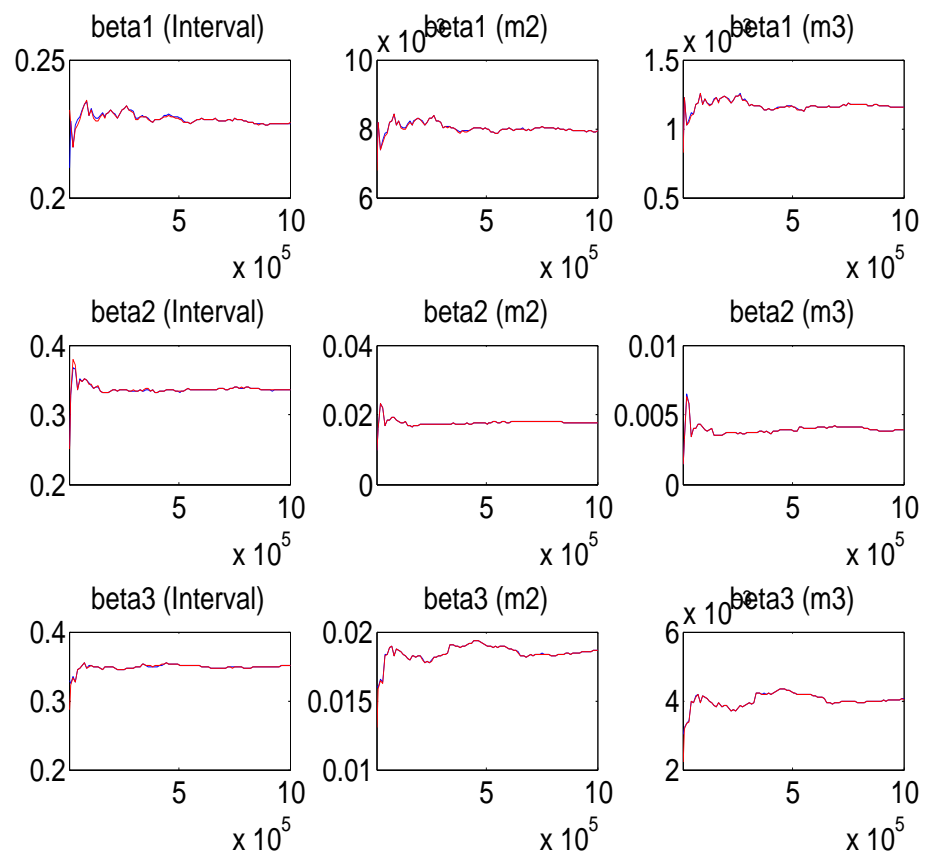 beta1 (Interval)
0.25
0.2
5 10
x 10^5
beta1 (m2)
x 10^-3
10
8
6
5 10
x 10^5
beta1 (m3)
x 10^-3
1.5
1
0.5
5 10
x 10^5
beta2 (Interval)
0.4
0.3
0.2
5 10
x 10^5
beta2 (m2)
0.04
0.02
0
5 10
x 10^5
beta2 (m3)
0.01
0.005
0
5 10
x 10^5
beta3 (Interval)
0.4
0.3
0.2
5 10
x 10^5
beta3 (m2)
0.02
0.015
0.01
5 10
x 10^5
beta3 (m3)
x 10^-3
6
4
2
5 10
x 10^5